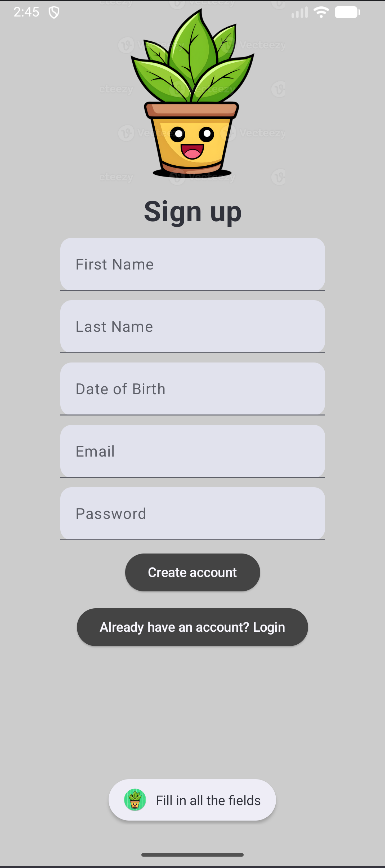 2:45
Sign up
First Name
Last Name
Date of Birth
Email
Password
Create account
Already have an account? Login
Fill in all the fields